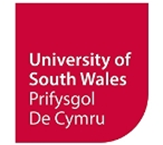 University of
South Wales
Prifysgol
De Cymru